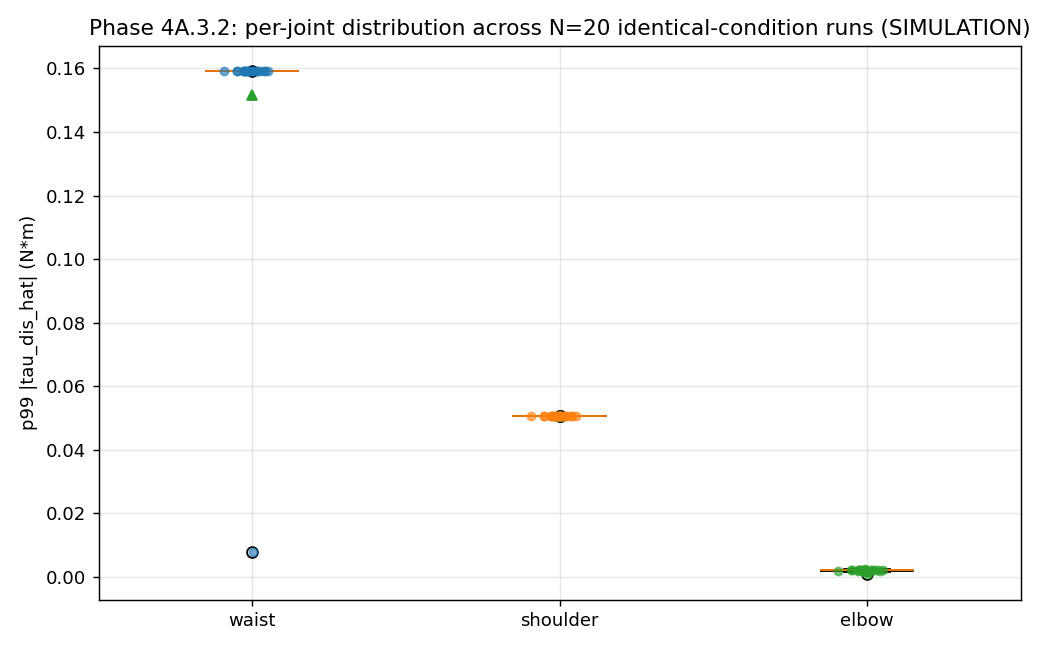 Phase 4A.3.2: per-joint distribution across N=20 identical-condition runs (SIMULATION)
p99 |tau_dis_hat| (N*m)
0.16
0.14
0.12
0.10
0.08
0.06
0.04
0.02
0.00
waist
shoulder
elbow